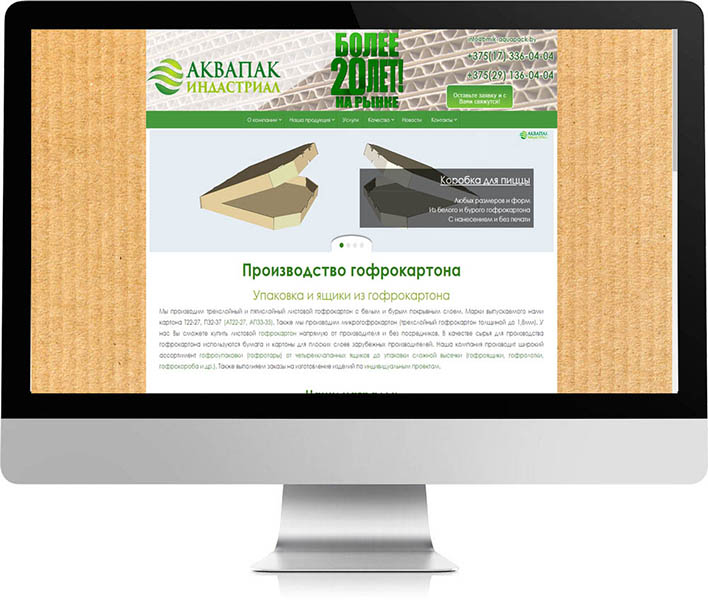 АКВАПАК
ИНДАСТРИАЛ
БОЛЕЕ
20 ЛЕТ!
НА РЫНКЕ
+375(17) 336-04-04
+375(29) 136-04-04
Оставьте заявку и с
Вами свяжутся!
О компании Наша продукция Услуги Качество Новости Контакты
АКВАПАК
ИНДАСТРИАЛ
Коробка для пиццы
Любых размеров и форм
Из белого и бурого гофрокартона
С нанесением и без печати
Производство гофрокартона
Упаковка и ящики из гофрокартона
Мы производим трехслойный и пятислойный листовой гофрокартон с белым и бурым покрывным слоем. Марки выпускаемого нами
картона Т22-27, П32-37 (АТ22-27, АП33-35). Также мы производим микрогофрокартон (трехслойный гофрокартон толщиной до 1,8мм). У
нас Вы сможете купить листовой гофрокартон напрямую от производителя и без посредников. В качестве сырья для производства
гофрокартона используются бумага и картоны для плоских слоев зарубежных производителей. Наша компания производит широкий
ассортимент гофроупаковки (гофротары) от четырехклапанных ящиков до упаковки сложной высечки (гофроящики, гофролотки,
гофрокороба и др.). Также выполняем заказы на изготовление изделий по индивидуальным проектам.